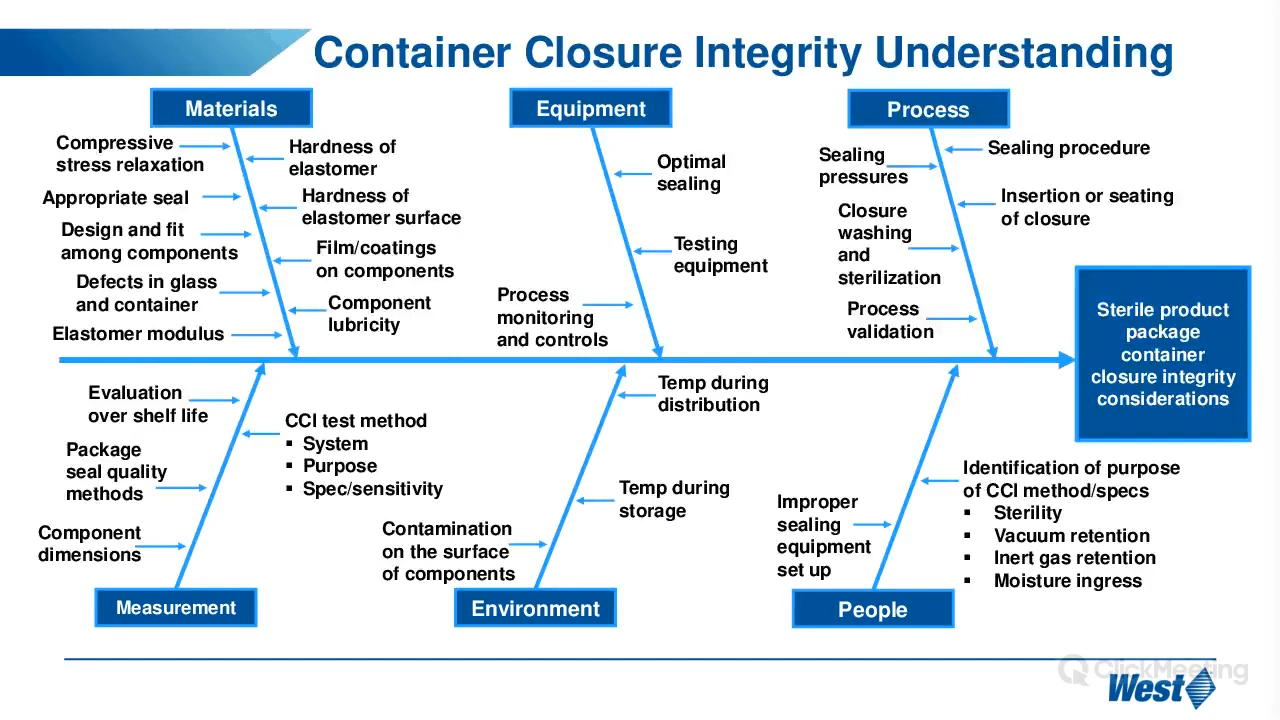 Container Closure Integrity Understanding
Materials
Equipment
Process
Compressive
stress relaxation
Appropriate seal
Design and fit
among components
Defects in glass
and container
Elastomer modulus
Hardness of
elastomer
Hardness of
elastomer surface
Film/coatings
on components
Component
lubricity
Optimal
sealing
Testing
equipment
Process
monitoring
and controls
Sealing
pressures
Closure
washing
and
sterilization
Process
validation
Sealing procedure
Insertion or seating
of closure
Sterile product
package
container
closure integrity
considerations
Evaluation
over shelf life
Package
seal quality
methods
Component
dimensions
CCI test method
▪ System
▪ Purpose
▪ Spec/sensitivity
Temp during
distribution
Temp during
storage
Contamination
on the surface
of components
Improper
sealing
equipment
set up
Identification of purpose
of CCI method/specs
▪ Sterility
▪ Vacuum retention
▪ Inert gas retention
▪ Moisture ingress
Measurement
Environment
People
ClickMeeting
West